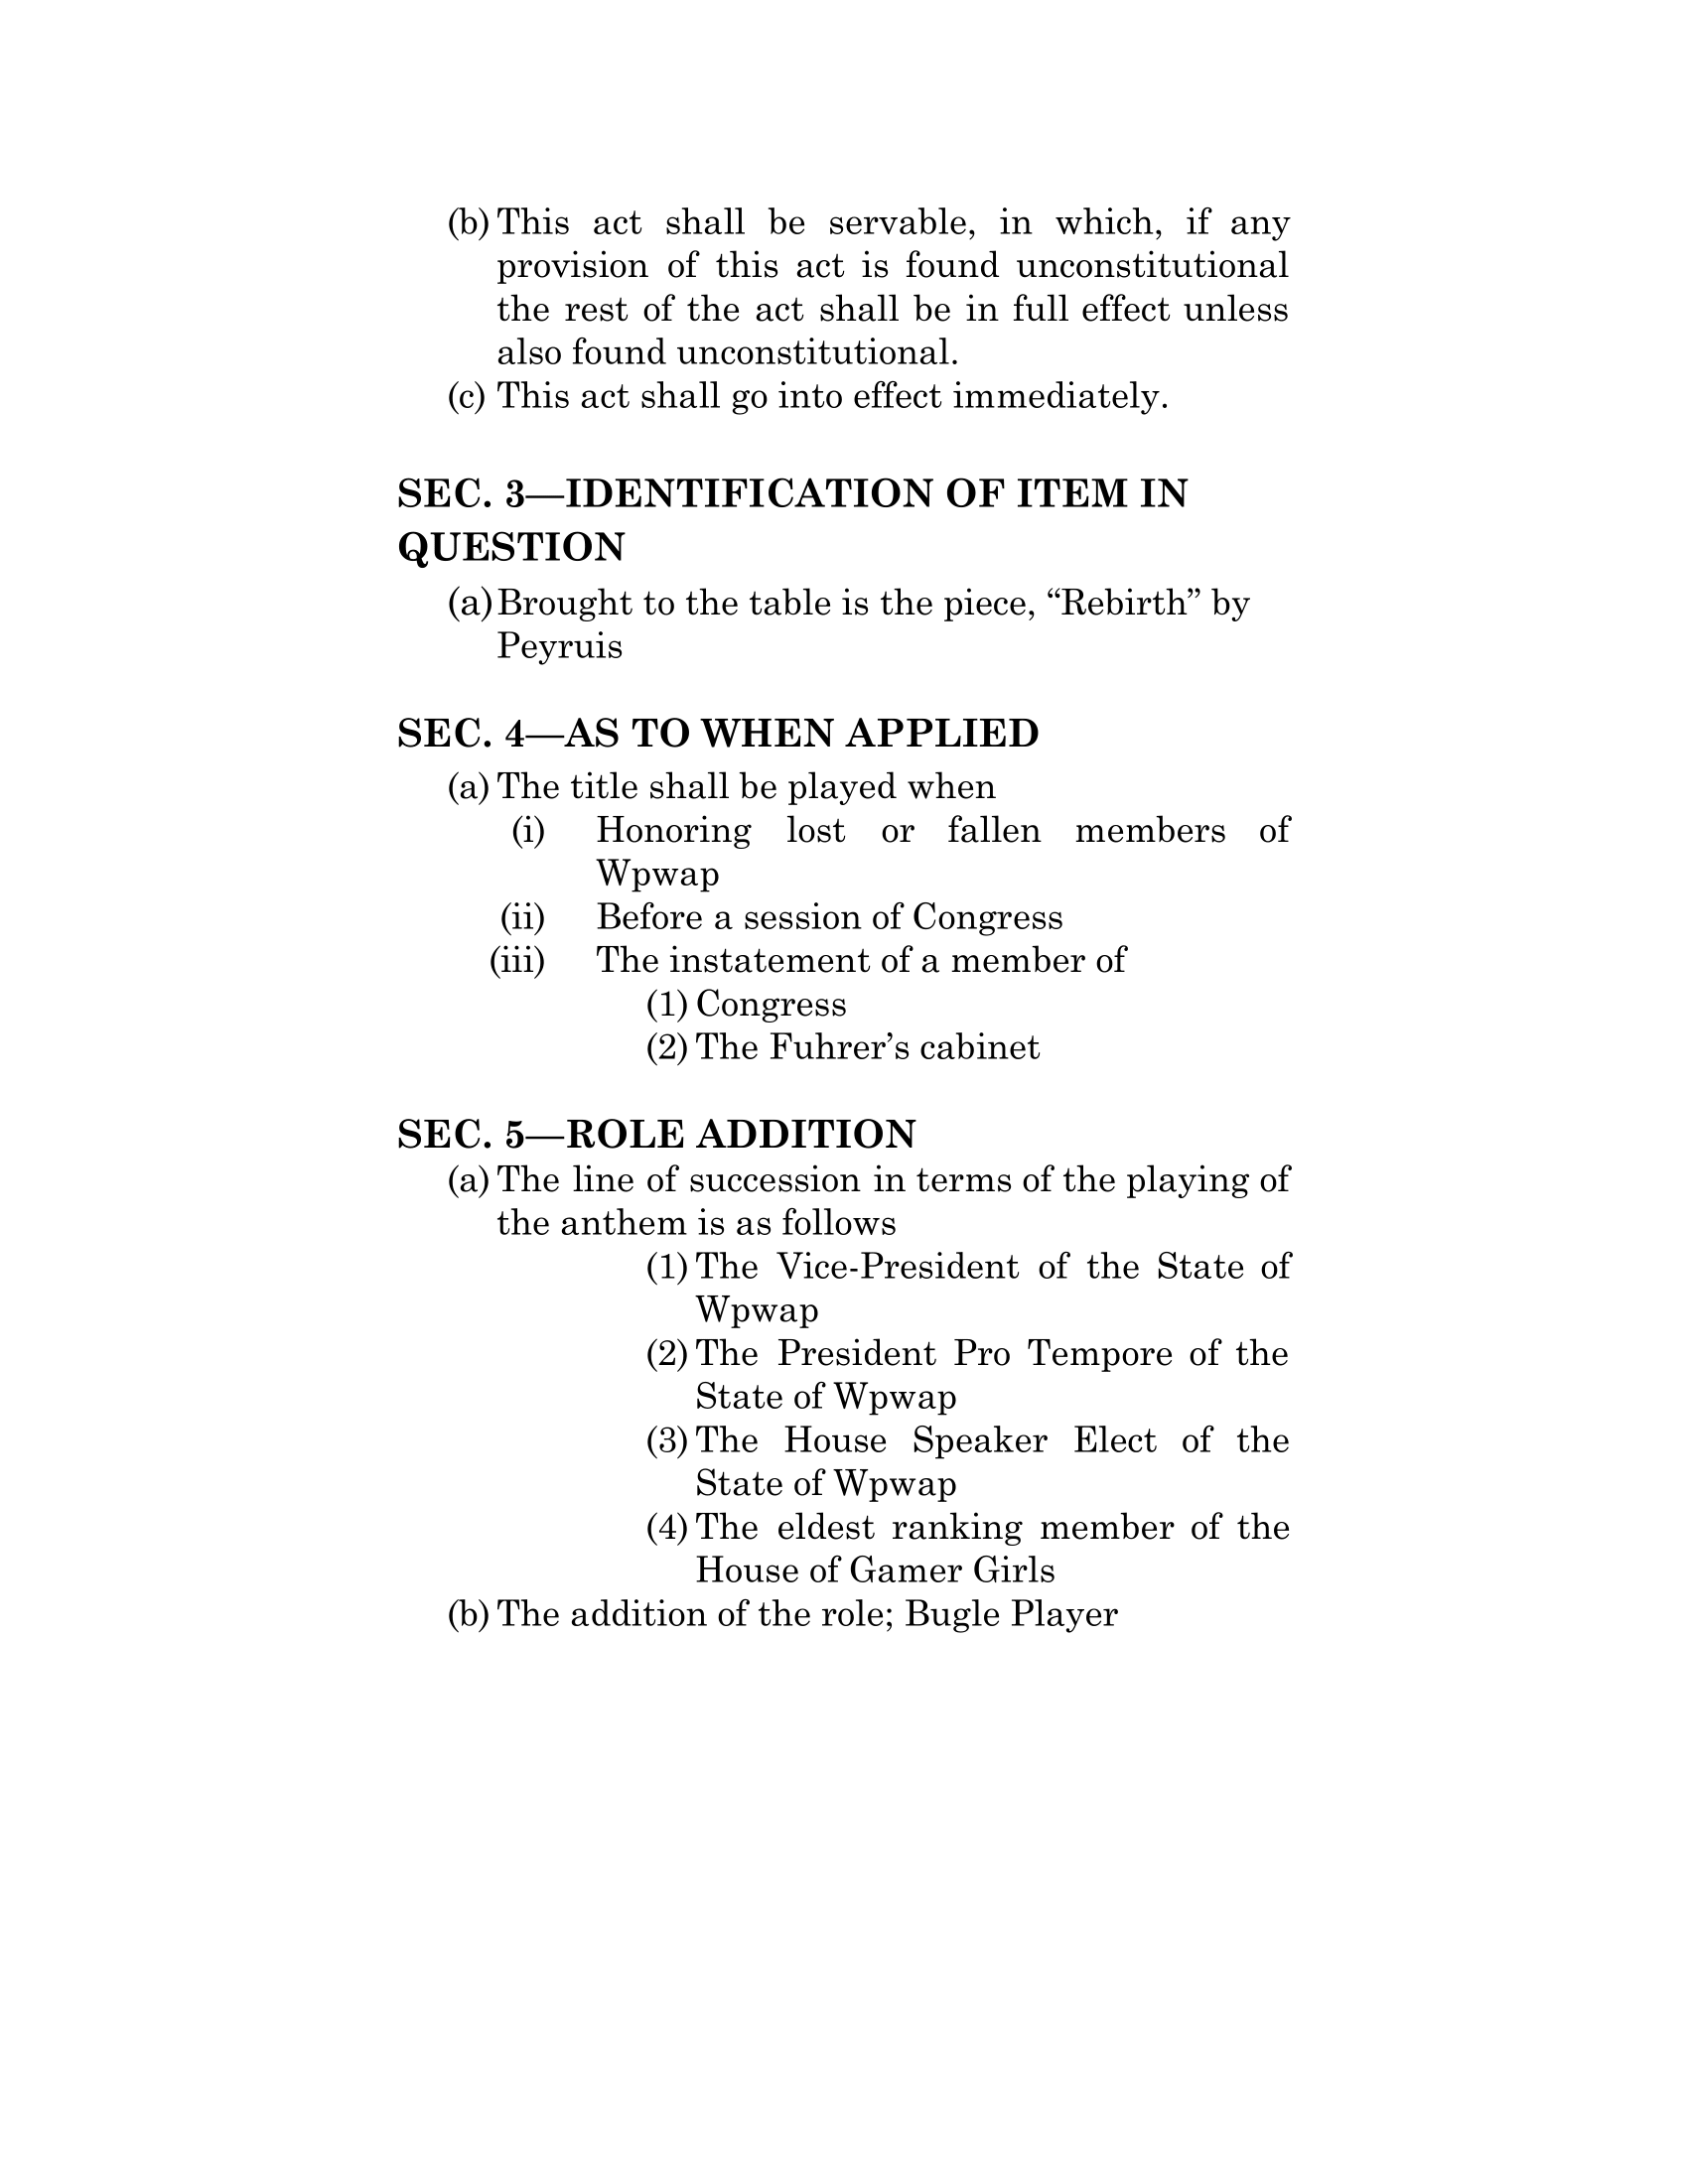 (b) This act shall be servable, in which, if any
provision of this act is found unconstitutional
the rest of the act shall be in full effect unless
also found unconstitutional.
(c) This act shall go into effect immediately.
SEC. 3—IDENTIFICATION OF ITEM IN
QUESTION
(a) Brought to the table is the piece, “Rebirth” by
Peyruis
SEC. 4—AS TO WHEN APPLIED
(a) The title shall be played when
(i) Honoring lost or fallen members of
Wpwap
(ii) Before a session of Congress
(iii) The instatement of a member of
(1) Congress
(2) The Fuhrer’s cabinet
SEC. 5—ROLE ADDITION
(a) The line of succession in terms of the playing of
the anthem is as follows
(1) The Vice-President of the State of
Wpwap
(2) The President Pro Tempore of the
State of Wpwap
(3) The House Speaker Elect of the
State of Wpwap
(4) The eldest ranking member of the
House of Gamer Girls
(b) The addition of the role; Bugle Player